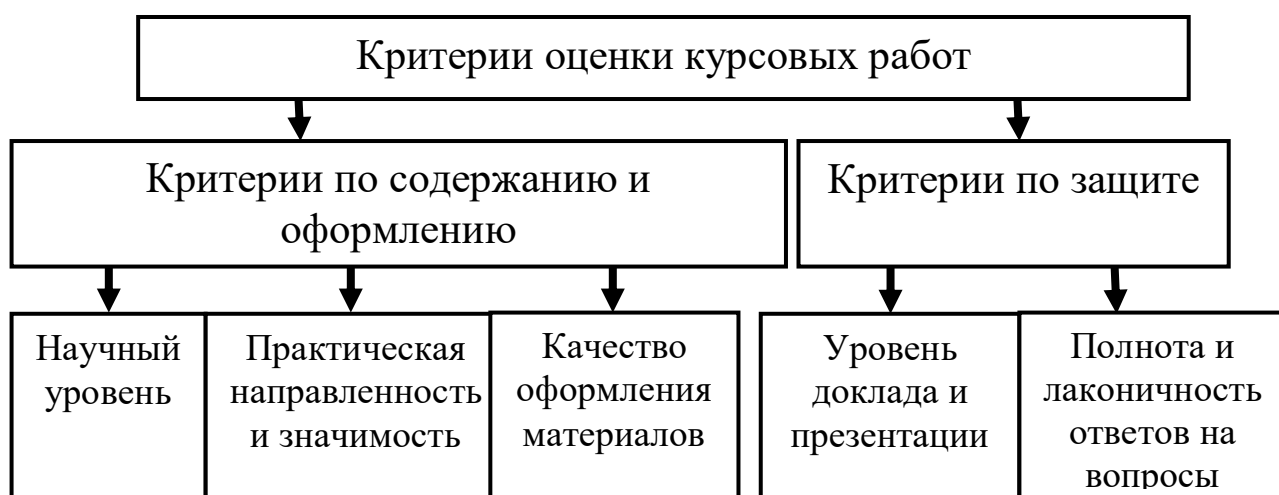 Критерии оценки курсовых работ
Критерии по содержанию и
оформлению
Критерии по защите
Научный
уровень
Практическая
направленность
и значимость
Качество
оформления
материалов
Уровень
доклада и
презентации
Полнота и
лаконичность
ответов на
вопросы